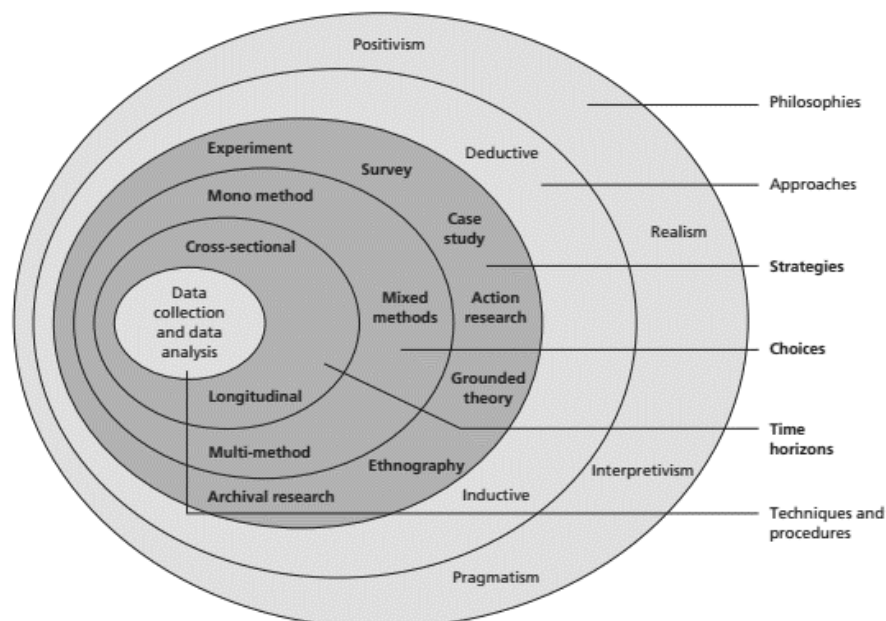 Positivism
Philosophies
Deductive
Approaches
Realism
Experiment
Survey
Case
study
Strategies
Mono method
Cross-sectional
Data
collection
and data
analysis
Mixed
methods
Action
research
Choices
Longitudinal
Grounded
theory
Time
horizons
Multi-method
Ethnography
Interpretivism
Archival research
Inductive
Techniques and
procedures
Pragmatism